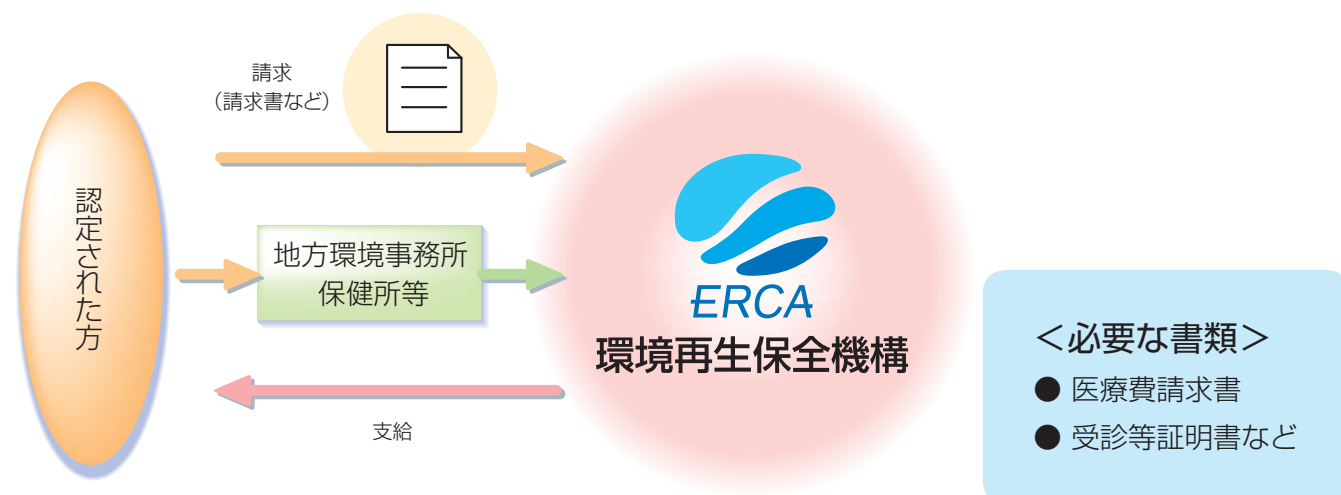 請求
（請求書など）
認定された方
地方環境事務所
保健所等
ERCA
環境再生保全機構
支給
＜必要な書類＞
● 医療費請求書
● 受診等証明書など